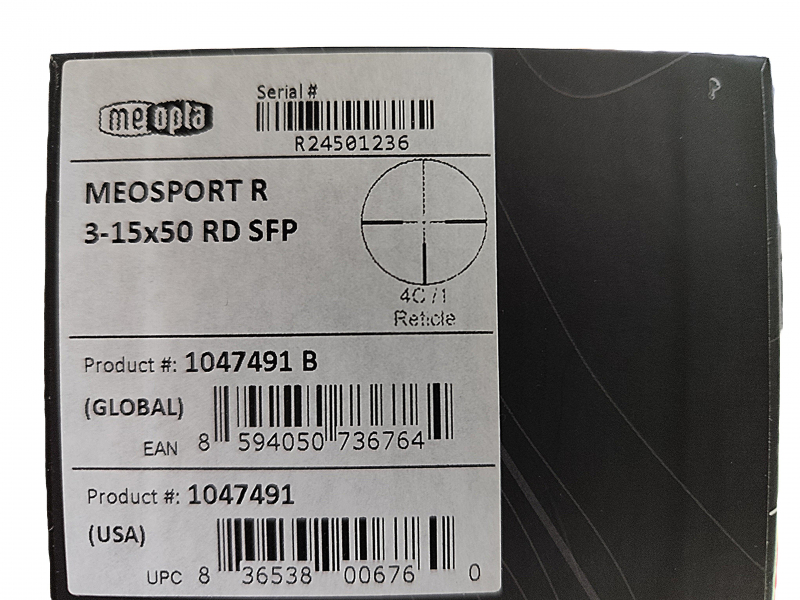 meopta
Serial #
R24501236
MEOSPORT R
3-15x50 RD SFP
4C /1
Reticle
Product #: 1047491 B
(GLOBAL)
EAN 8 594050 736764
Product #: 1047491
(USA)
UPC 8 36538 00676 0